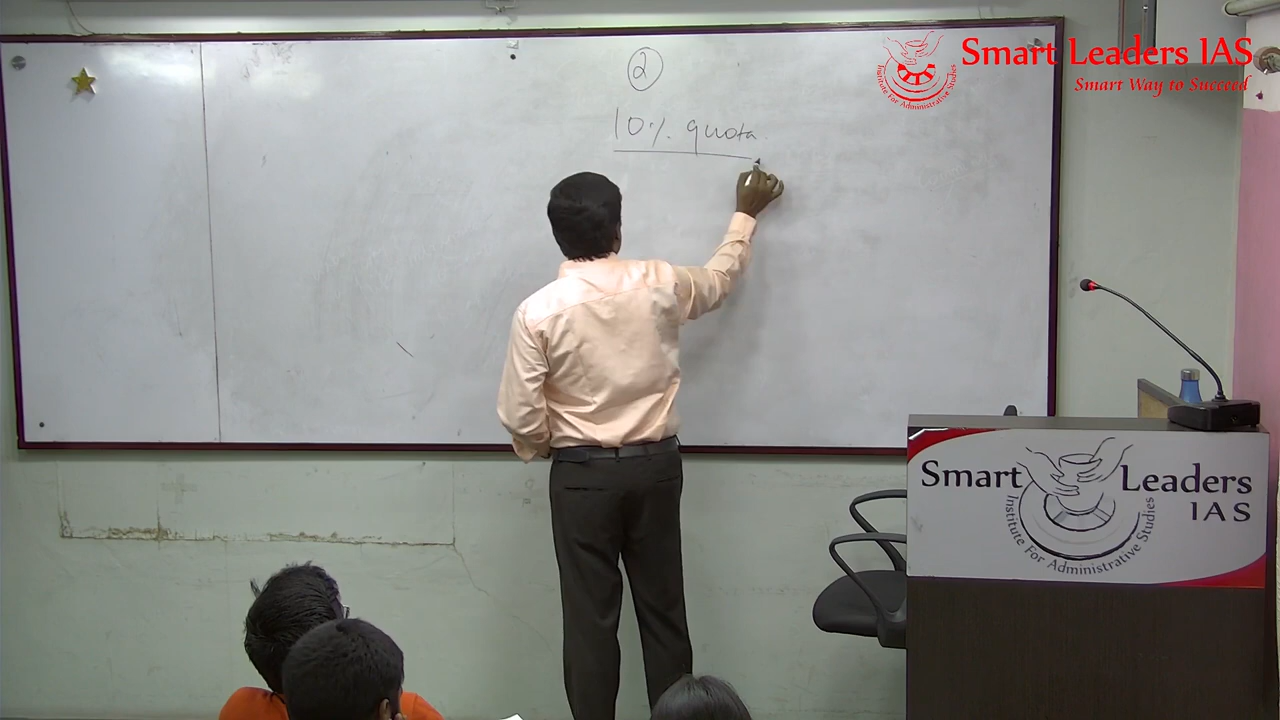 ②
10% quota
Smart Leaders IAS
Smart Way to Succeed
Institute For Administrative Studies
Smart Leaders
IAS
Institute For Administrative Studies